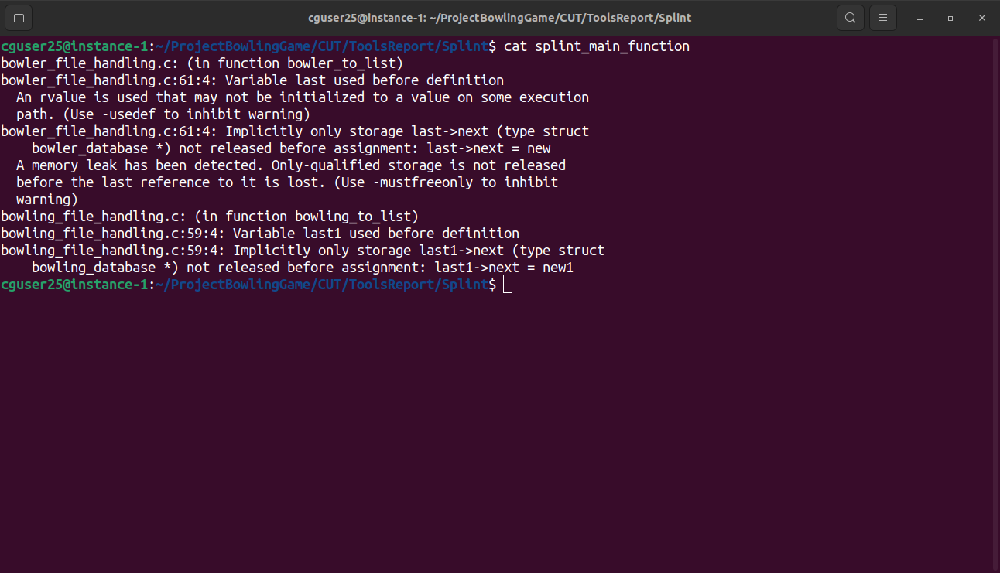 cguser25@instance-1: ~/ProjectBowlingGame/CUT/ToolsReport/Splint
cguser25@instance-1:~/ProjectBowlingGame/CUT/ToolsReport/Splint$ cat splint_main_function
bowler_file_handling.c: (in function bowler_to_list)
bowler_file_handling.c:61:4: Variable last used before definition
  An rvalue is used that may not be initialized to a value on some execution
  path. (Use -usedef to inhibit warning)
bowler_file_handling.c:61:4: Implicitly only storage last->next (type struct
    bowler_database *) not released before assignment: last->next = new
  A memory leak has been detected. Only-qualified storage is not released
  before the last reference to it is lost. (Use -mustfreeonly to inhibit
  warning)
bowling_file_handling.c: (in function bowling_to_list)
bowling_file_handling.c:59:4: Variable last1 used before definition
bowling_file_handling.c:59:4: Implicitly only storage last1->next (type struct
    bowling_database *) not released before assignment: last1->next = new1
cguser25@instance-1:~/ProjectBowlingGame/CUT/ToolsReport/Splint$